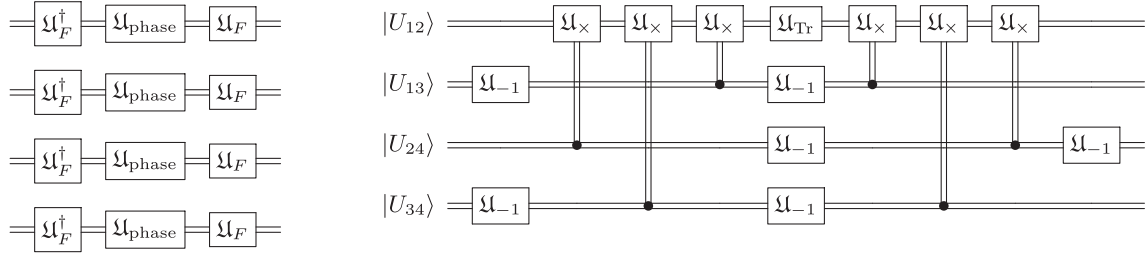 𝔘_F^† 𝔘_phase 𝔘_F
𝔘_F^† 𝔘_phase 𝔘_F
𝔘_F^† 𝔘_phase 𝔘_F
𝔘_F^† 𝔘_phase 𝔘_F
|U_12⟩ 𝔘_× 𝔘_× 𝔘_× 𝔘_Tr 𝔘_× 𝔘_× 𝔘_×
|U_13⟩ 𝔘_−1 𝔘_−1
|U_24⟩ 𝔘_−1 𝔘_−1
|U_34⟩ 𝔘_−1 𝔘_−1